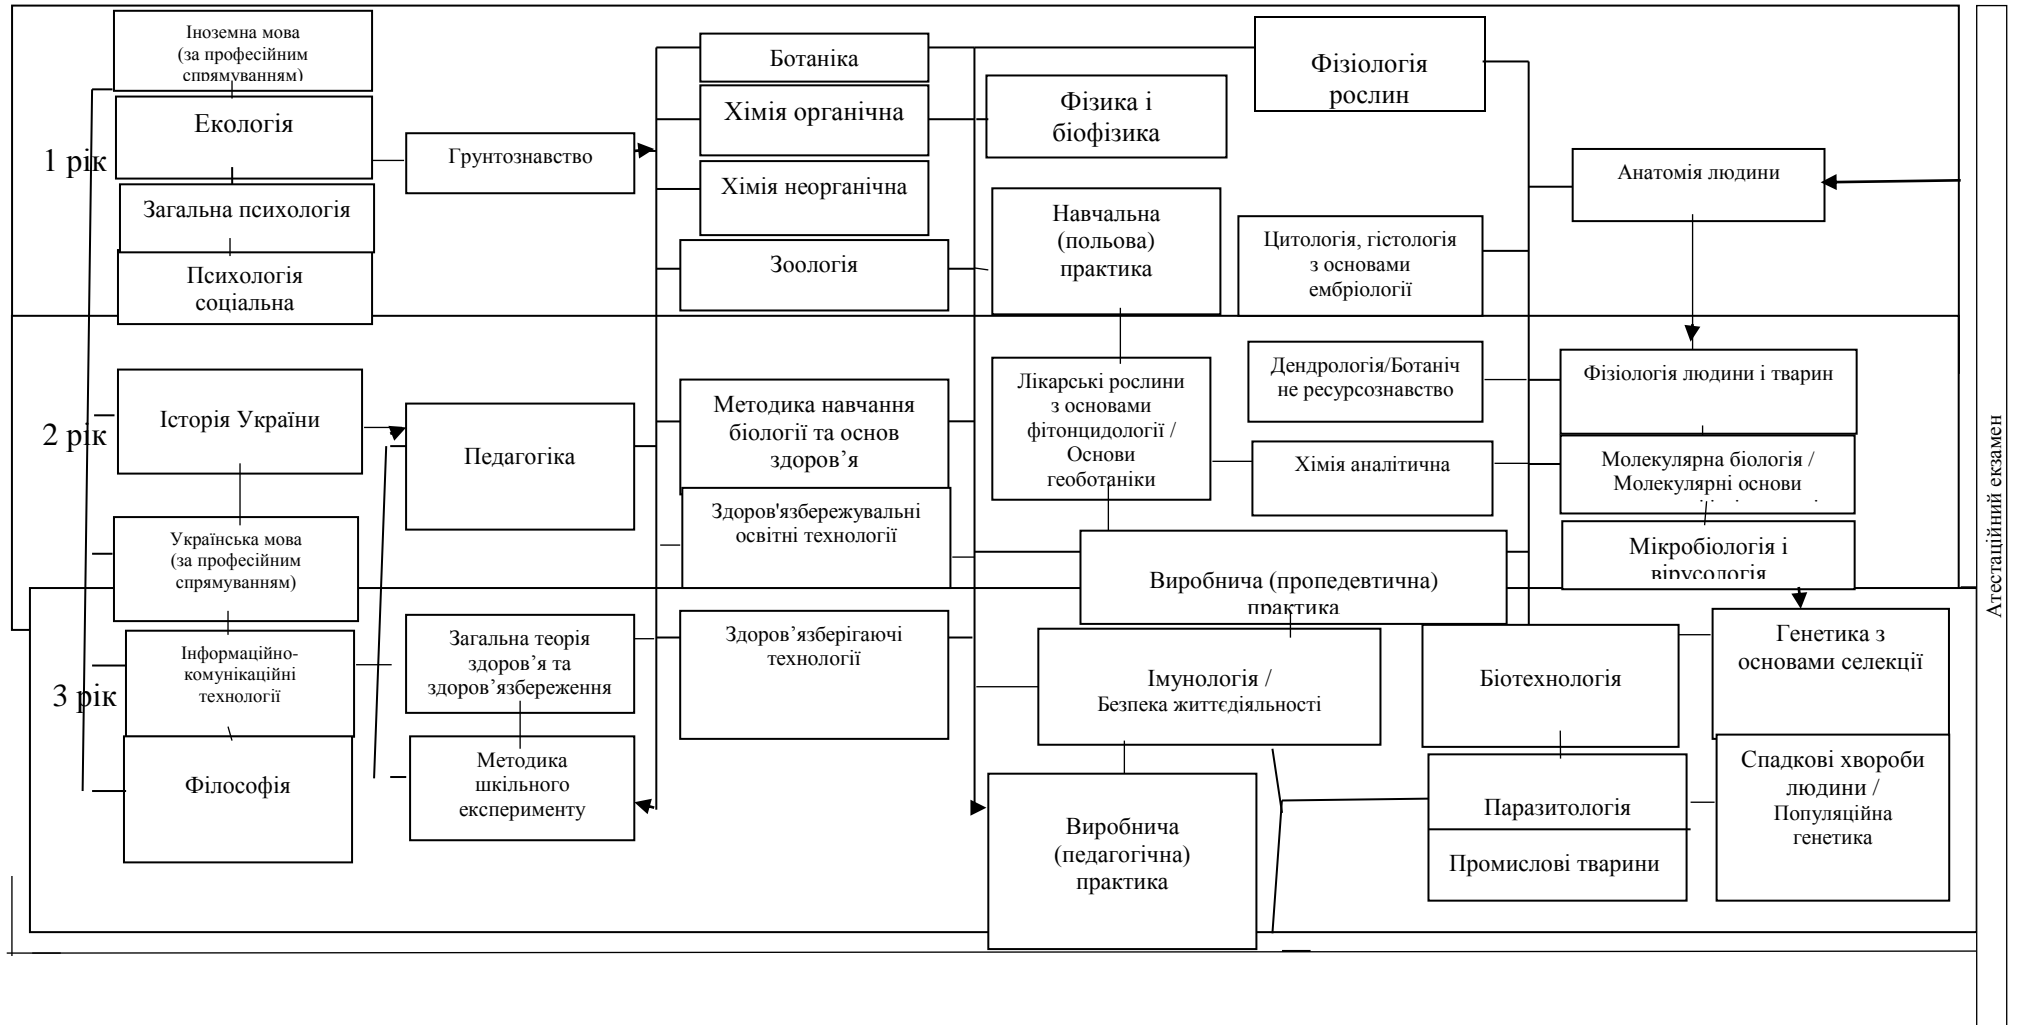 Іноземна мова
(за професійним
спрямуванням)
Екологія
1 рік
Загальна психологія
Психологія
соціальна
Грунтознавство
Ботаніка
Хімія органічна
Хімія неорганічна
Зоологія
Фізика і
біофізика
Навчальна
(польова)
практика
Фізіологія
рослин
Цитологія, гістологія
з основами
ембріології
Анатомія людини
2 рік
Історія України
Українська мова
(за професійним
спрямуванням)
Педагогіка
Методика навчання
біології та основ
здоров’я
Здоров'язбережувальні
освітні технології
Лікарські рослини
з основами
фітонцидології /
Основи
геоботаніки
Дендрологія/Ботаніч
не ресурсознавство
Хімія аналітична
Виробнича (пропедевтична)
практика
Фізіологія людини і тварин
Молекулярна біологія /
Молекулярні основи
Мікробіологія і
вірусологія
3 рік
Інформаційно-
комунікаційні
технології
Філософія
Загальна теорія
здоров’я та
здоров’язбереження
Методика
шкільного
експерименту
Здоров’язберігаючі
технології
Імунологія /
Безпека життєдіяльності
Виробнича
(педагогічна)
практика
Біотехнологія
Паразитологія
Промислові тварини
Генетика з
основами селекції
Спадкові хвороби
людини /
Популяційна
генетика
Атестаційний екзамен